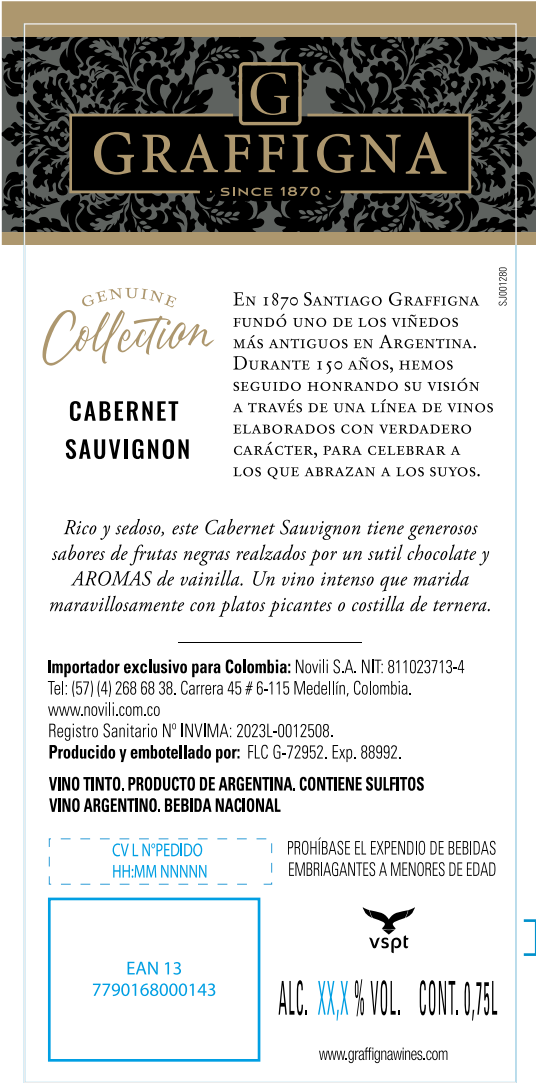 G
GRAFFIGNA
· SINCE 1870 ·
SJ001280
GENUINE
Collection
CABERNET
SAUVIGNON
EN 1870 SANTIAGO GRAFFIGNA
FUNDÓ UNO DE LOS VIÑEDOS
MÁS ANTIGUOS EN ARGENTINA.
DURANTE 150 AÑOS, HEMOS
SEGUIDO HONRANDO SU VISIÓN
A TRAVÉS DE UNA LÍNEA DE VINOS
ELABORADOS CON VERDADERO
CARÁCTER, PARA CELEBRAR A
LOS QUE ABRAZAN A LOS SUYOS.
Rico y sedoso, este Cabernet Sauvignon tiene generosos
sabores de frutas negras realzados por un sutil chocolate y
AROMAS de vainilla. Un vino intenso que marida
maravillosamente con platos picantes o costilla de ternera.
Importador exclusivo para Colombia: Novili S.A. NIT: 811023713-4
Tel: (57) (4) 268 68 38. Carrera 45 # 6-115 Medellín, Colombia.
www.novili.com.co
Registro Sanitario Nº INVIMA: 2023L-0012508.
Producido y embotellado por: FLC G-72952. Exp. 88992.
VINO TINTO. PRODUCTO DE ARGENTINA. CONTIENE SULFITOS
VINO ARGENTINO. BEBIDA NACIONAL
CV L N°PEDIDO
HH:MM NNNNN
PROHÍBASE EL EXPENDIO DE BEBIDAS
EMBRIAGANTES A MENORES DE EDAD
EAN 13
7790168000143
vspt
ALC. XX,X % VOL. CONT. 0,75L
www.graffignawines.com